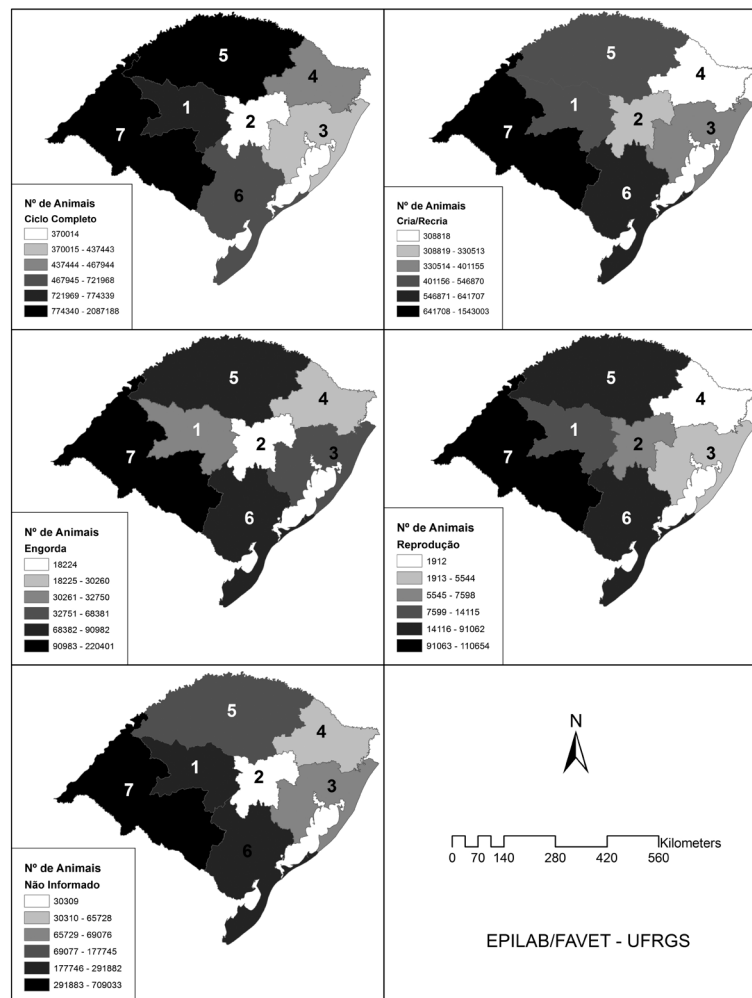 5
4
1
2
3
7
6
Nº de Animais
Ciclo Completo
370014
370015 - 437443
437444 - 467944
467945 - 721968
721969 - 774339
774340 - 2087188
5
4
1
2
3
7
6
Nº de Animais
Cria/Recria
308818
308819 - 330513
330514 - 401155
401156 - 546870
546871 - 641707
641708 - 1543003
5
4
1
2
3
7
6
Nº de Animais
Engorda
18224
18225 - 30260
30261 - 32750
32751 - 68381
68382 - 90982
90983 - 220401
5
4
1
2
3
7
6
Nº de Animais
Reprodução
1912
1913 - 5544
5545 - 7598
7599 - 14115
14116 - 91062
91063 - 110654
5
4
1
2
3
7
6
Nº de Animais
Não Informado
30309
30310 - 65728
65729 - 69076
69077 - 177745
177746 - 291882
291883 - 709033
N
Kilometers
0 70 140 280 420 560
EPILAB/FAVET - UFRGS